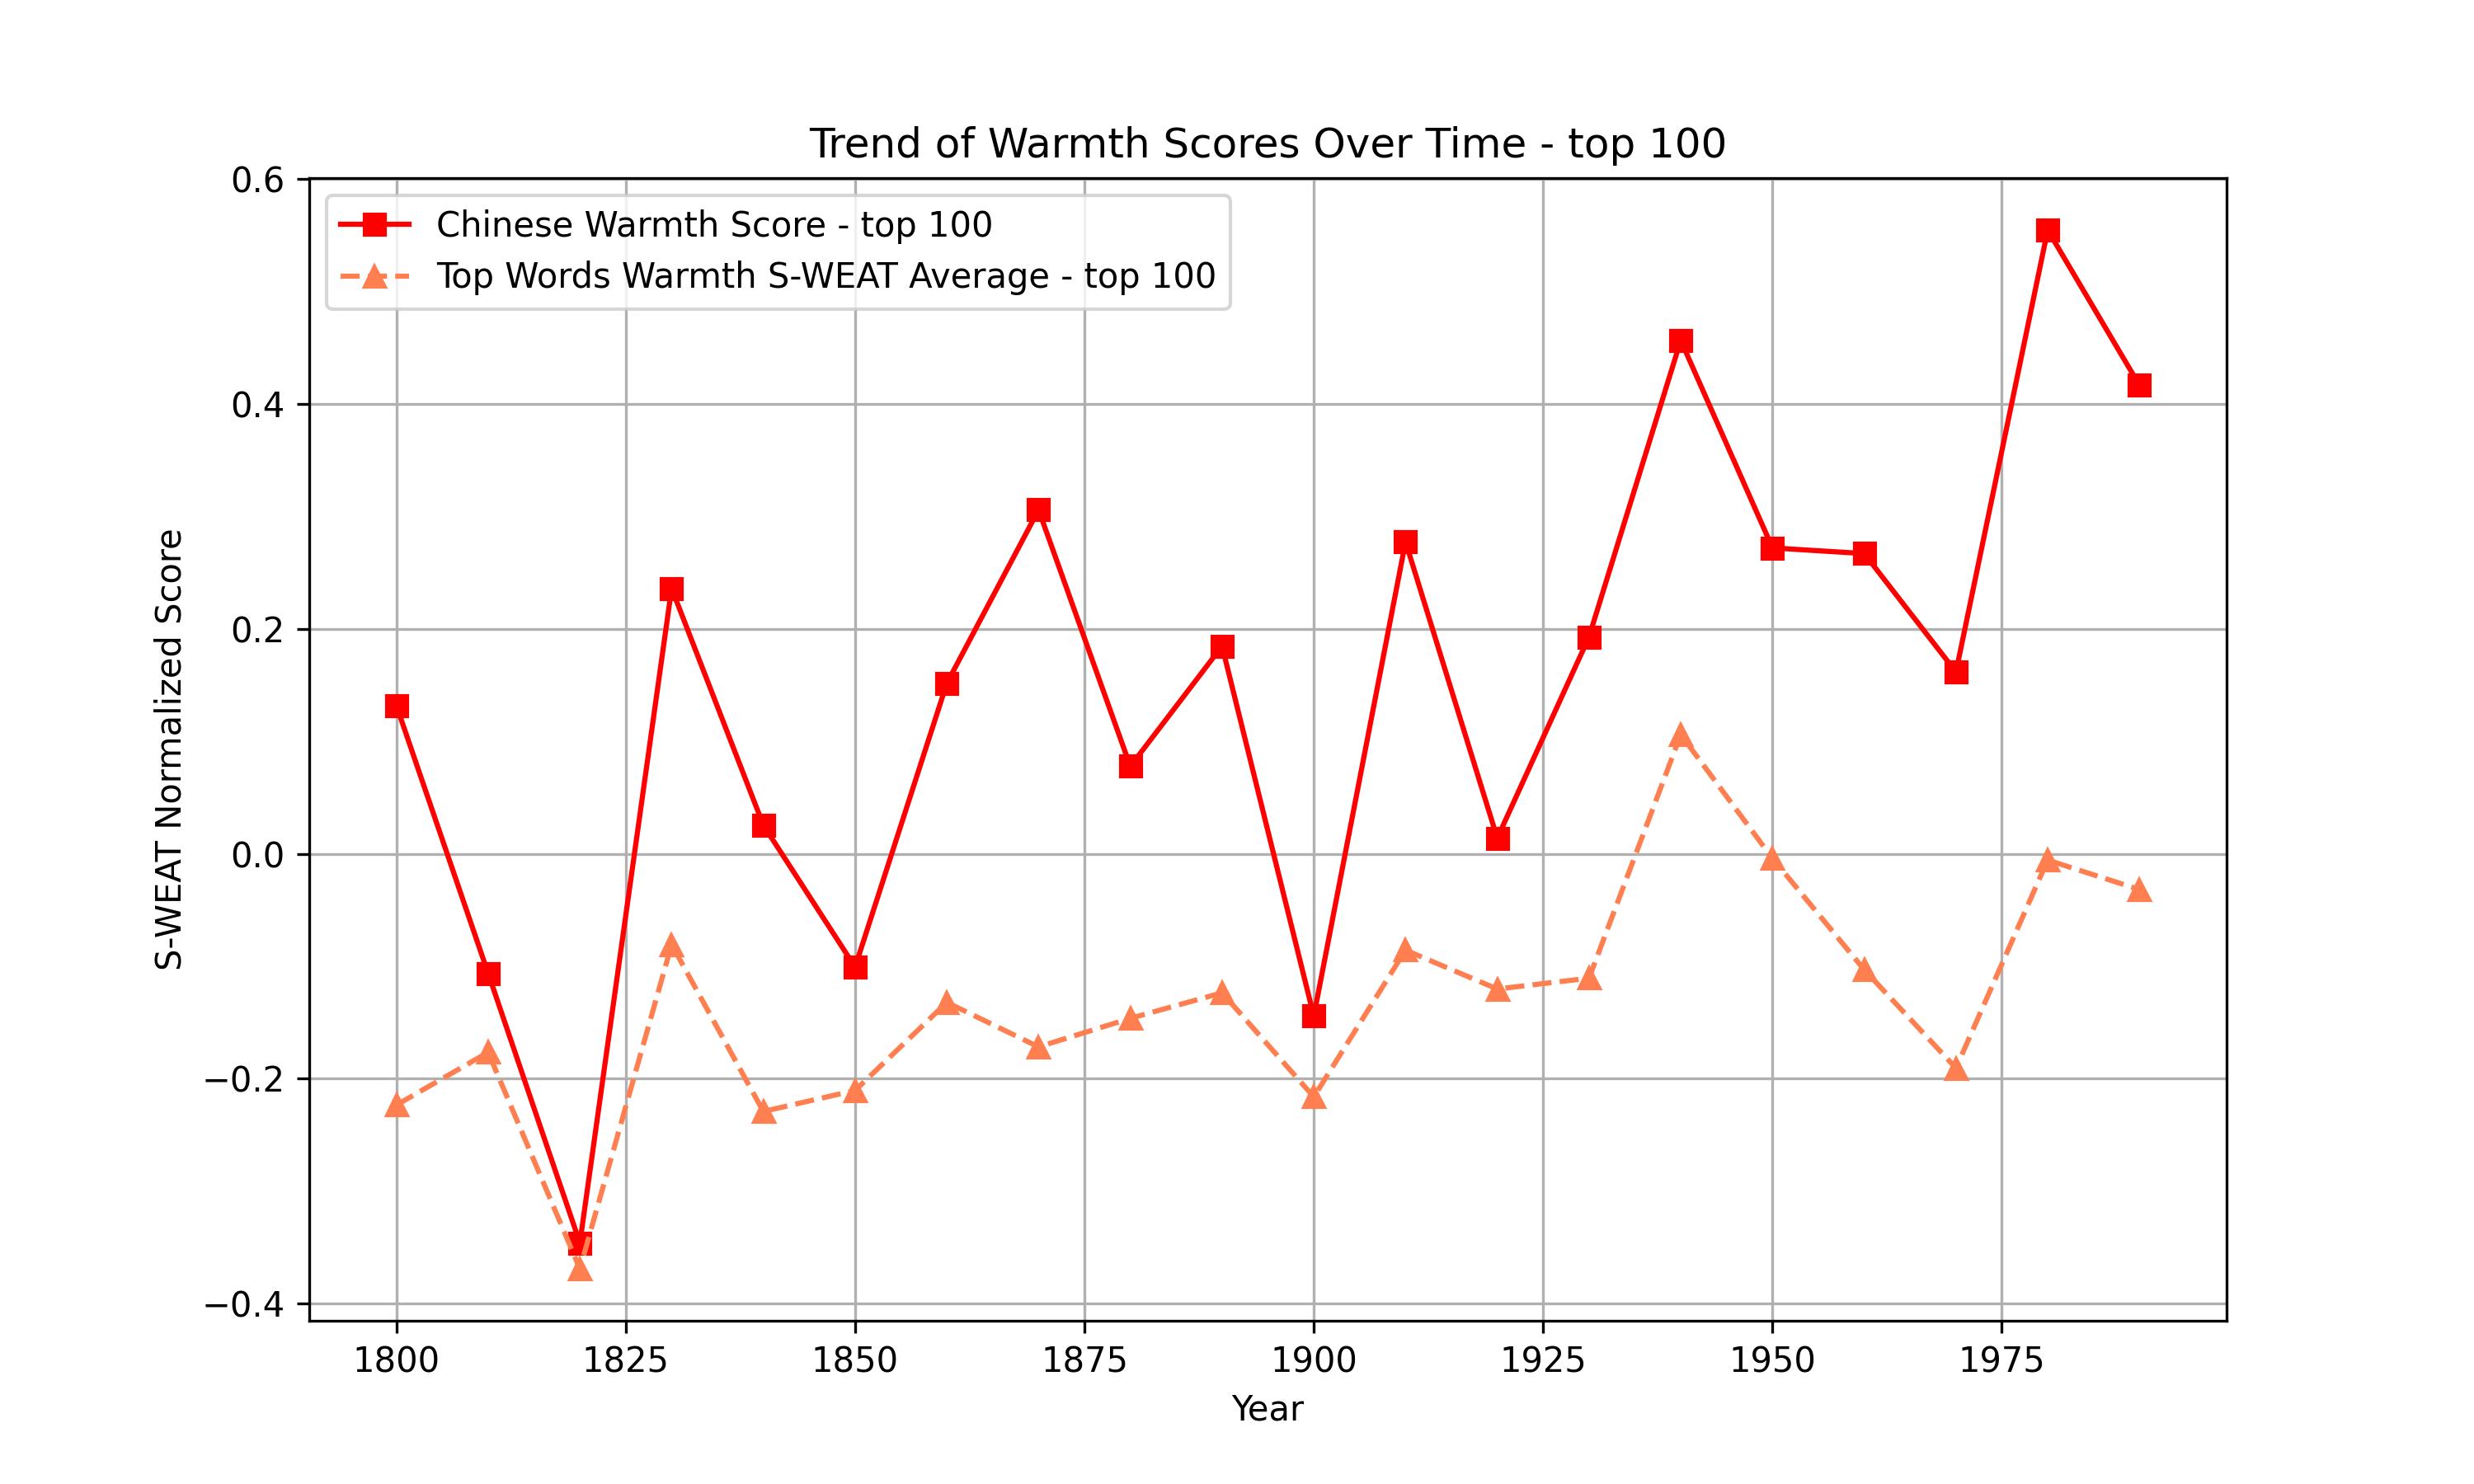 Trend of Warmth Scores Over Time - top 100
Chinese Warmth Score - top 100
Top Words Warmth S-WEAT Average - top 100
S-WEAT Normalized Score
0.6
0.4
0.2
0.0
−0.2
−0.4
1800 1825 1850 1875 1900 1925 1950 1975
Year